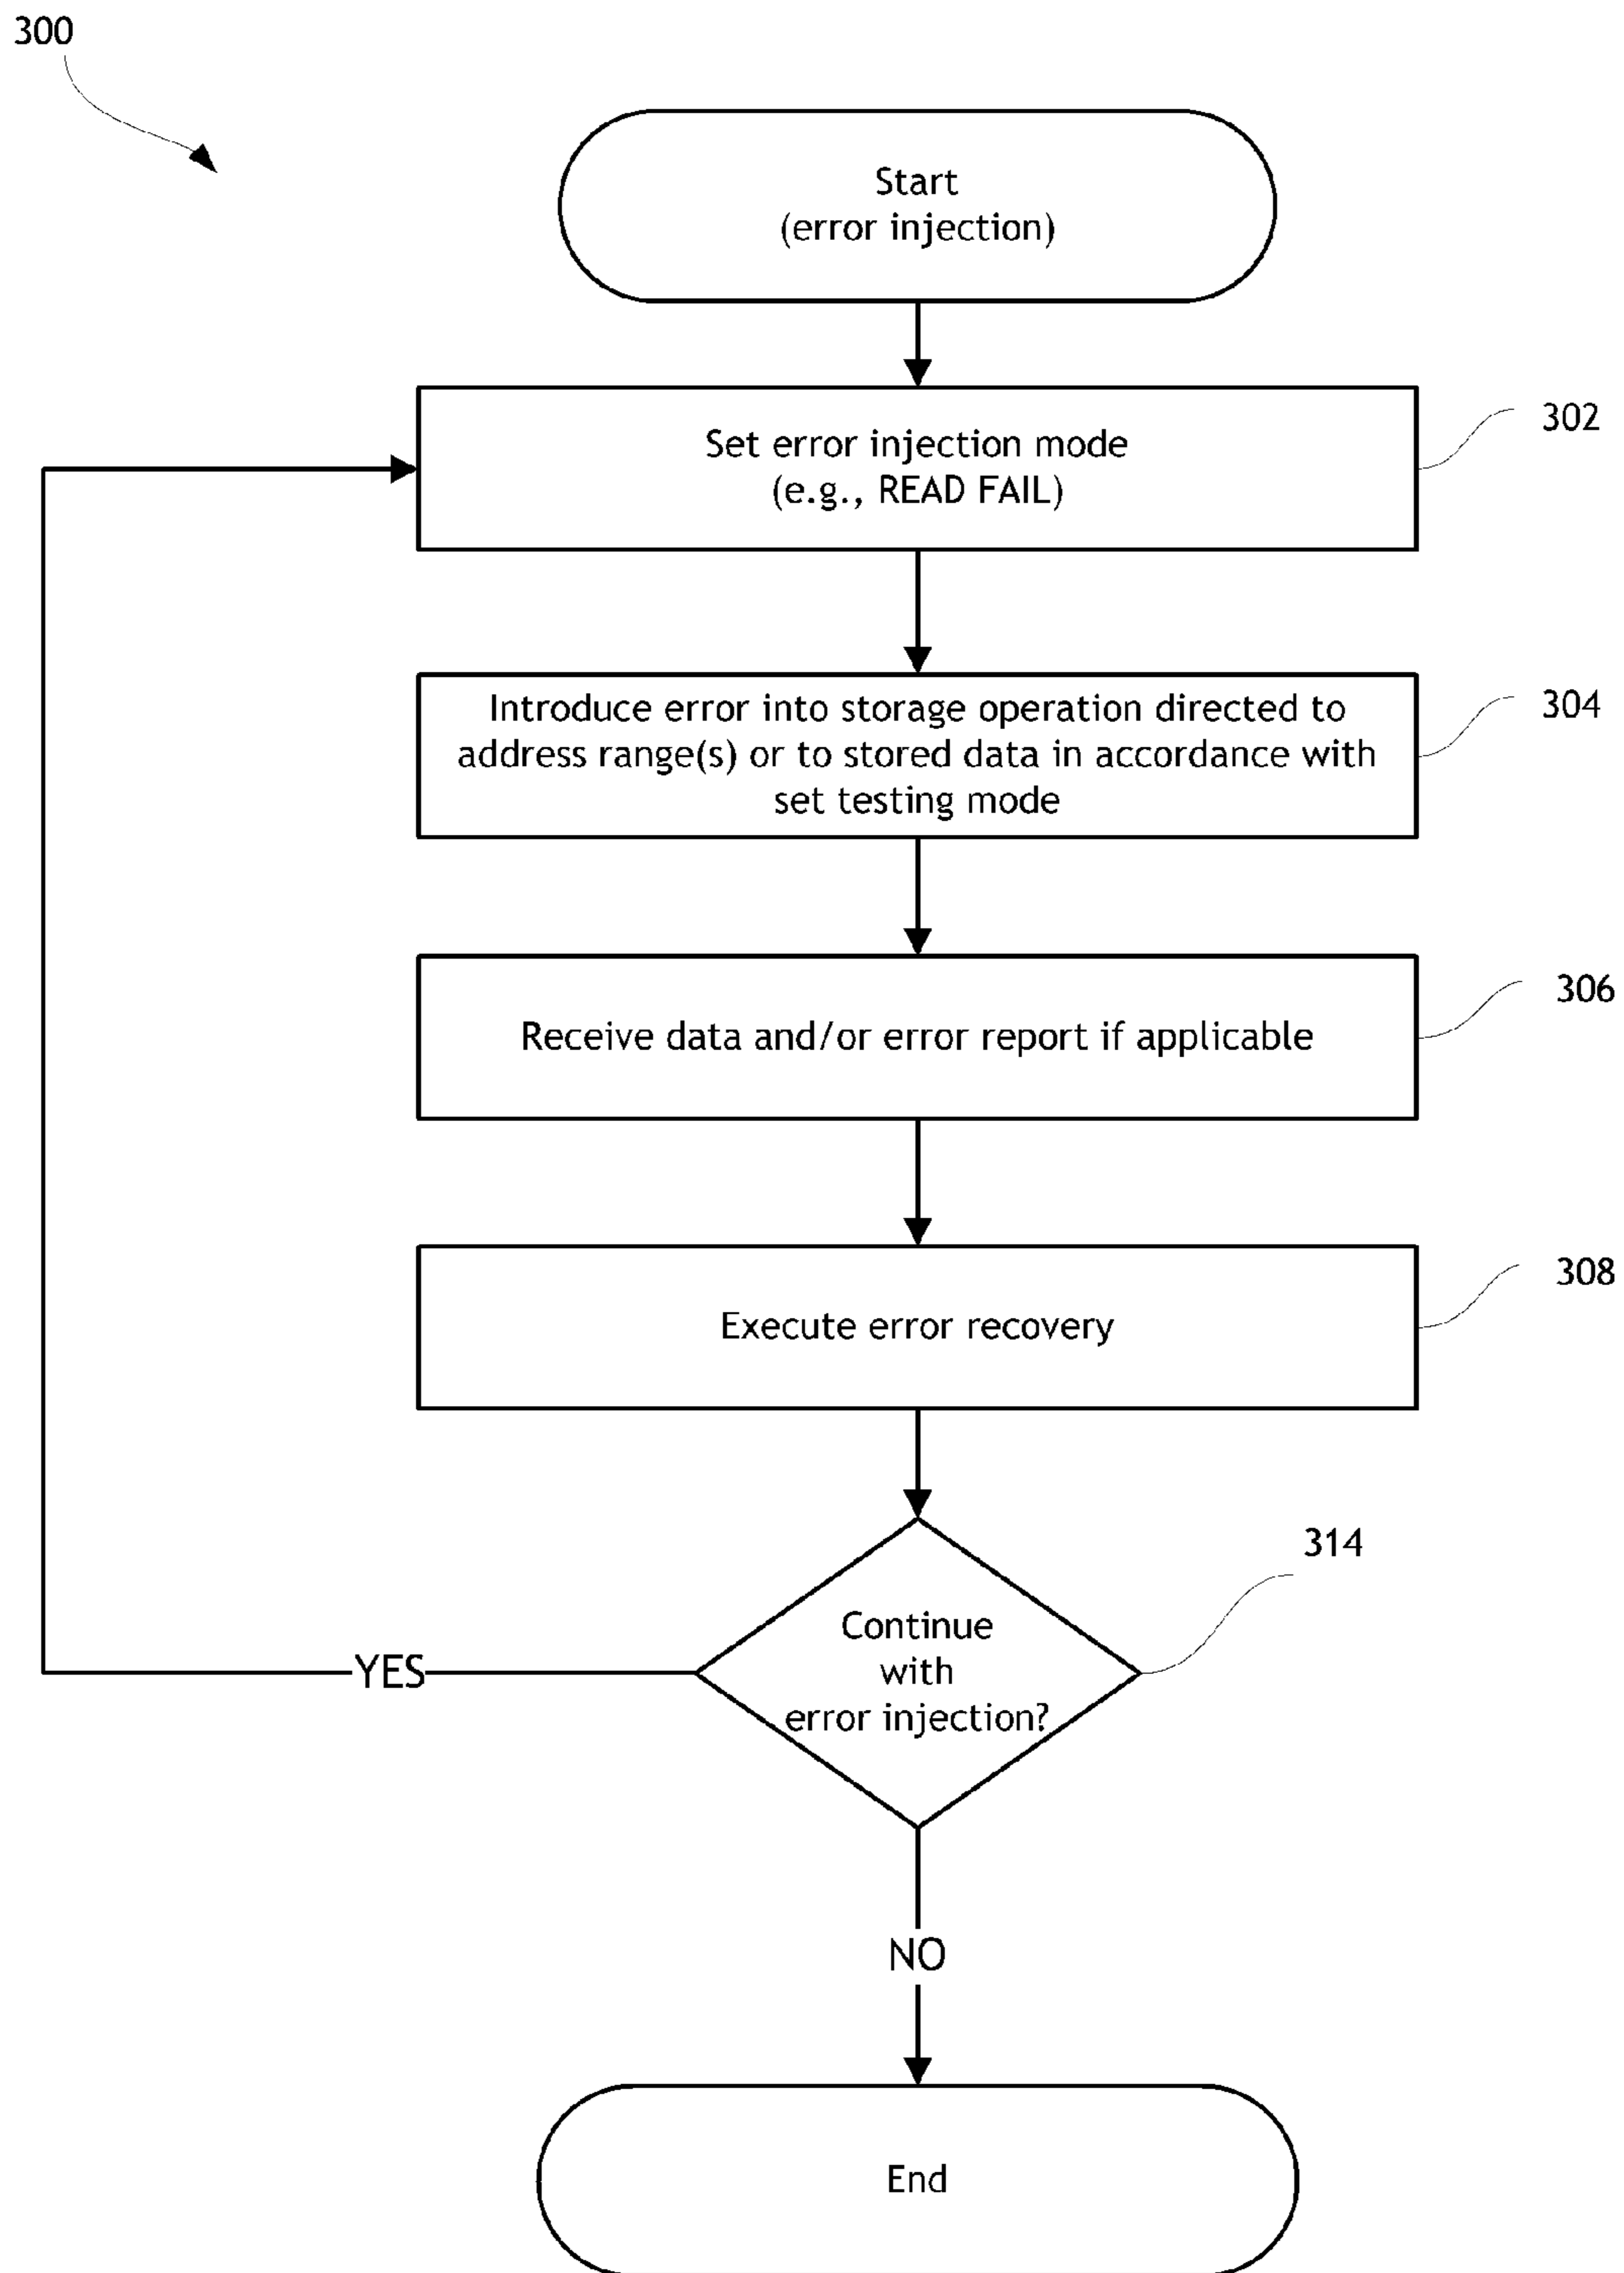 300
Start
(error injection)
Set error injection mode
(e.g., READ FAIL)
302
Introduce error into storage operation directed to
address range(s) or to stored data in accordance with
set testing mode
304
Receive data and/or error report if applicable
306
Execute error recovery
308
Continue
with
error injection?
314
YES
NO
End